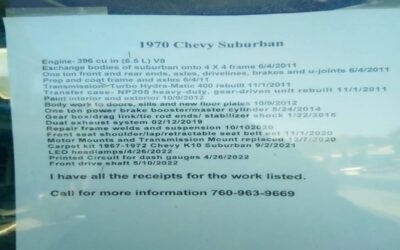 1970 Chevy Suburban
Engine- 396 cu in (6.5 L) V8
Exchange bodies of suburban onto 4 X 4 frame 6/4/2011
One ton front and rear ends, axles, drivelines, brakes and u-joints 6/4/2011
Prep and coat frame and axles 6/4/11
Transmission- Turbo Hydra-Matic 400 rebuilt 11/1/2011
Transfer case- NP205 heavy-duty, gear-driven unit rebuilt 11/1/2011
Paint interior and exterior 10/9/2012
Body work to doors, sills and new floor plates 10/9/2012
One ton power brake booster/master cylinder 5/24/2014
Gear box/drag link/tie rod ends/ stabilizer shock 1/22/2015
Dual exhaust system 02/12/2019
Repair frame welds and suspension 10/102020
Front seat shoulder/lap/retractable seat belt set 11/1/2020
Motor Mounts and Transmission Mount replaced 12/7/2020
Carpet kit 1967-1972 Chevy K10 Suburban 9/2/2021
LED headlamps/4/26/2022
Printed Circuit for dash gauges 4/26/2022
Front drive shaft 5/10/2022
I have all the receipts for the work listed.
Call for more information 760-963-9669